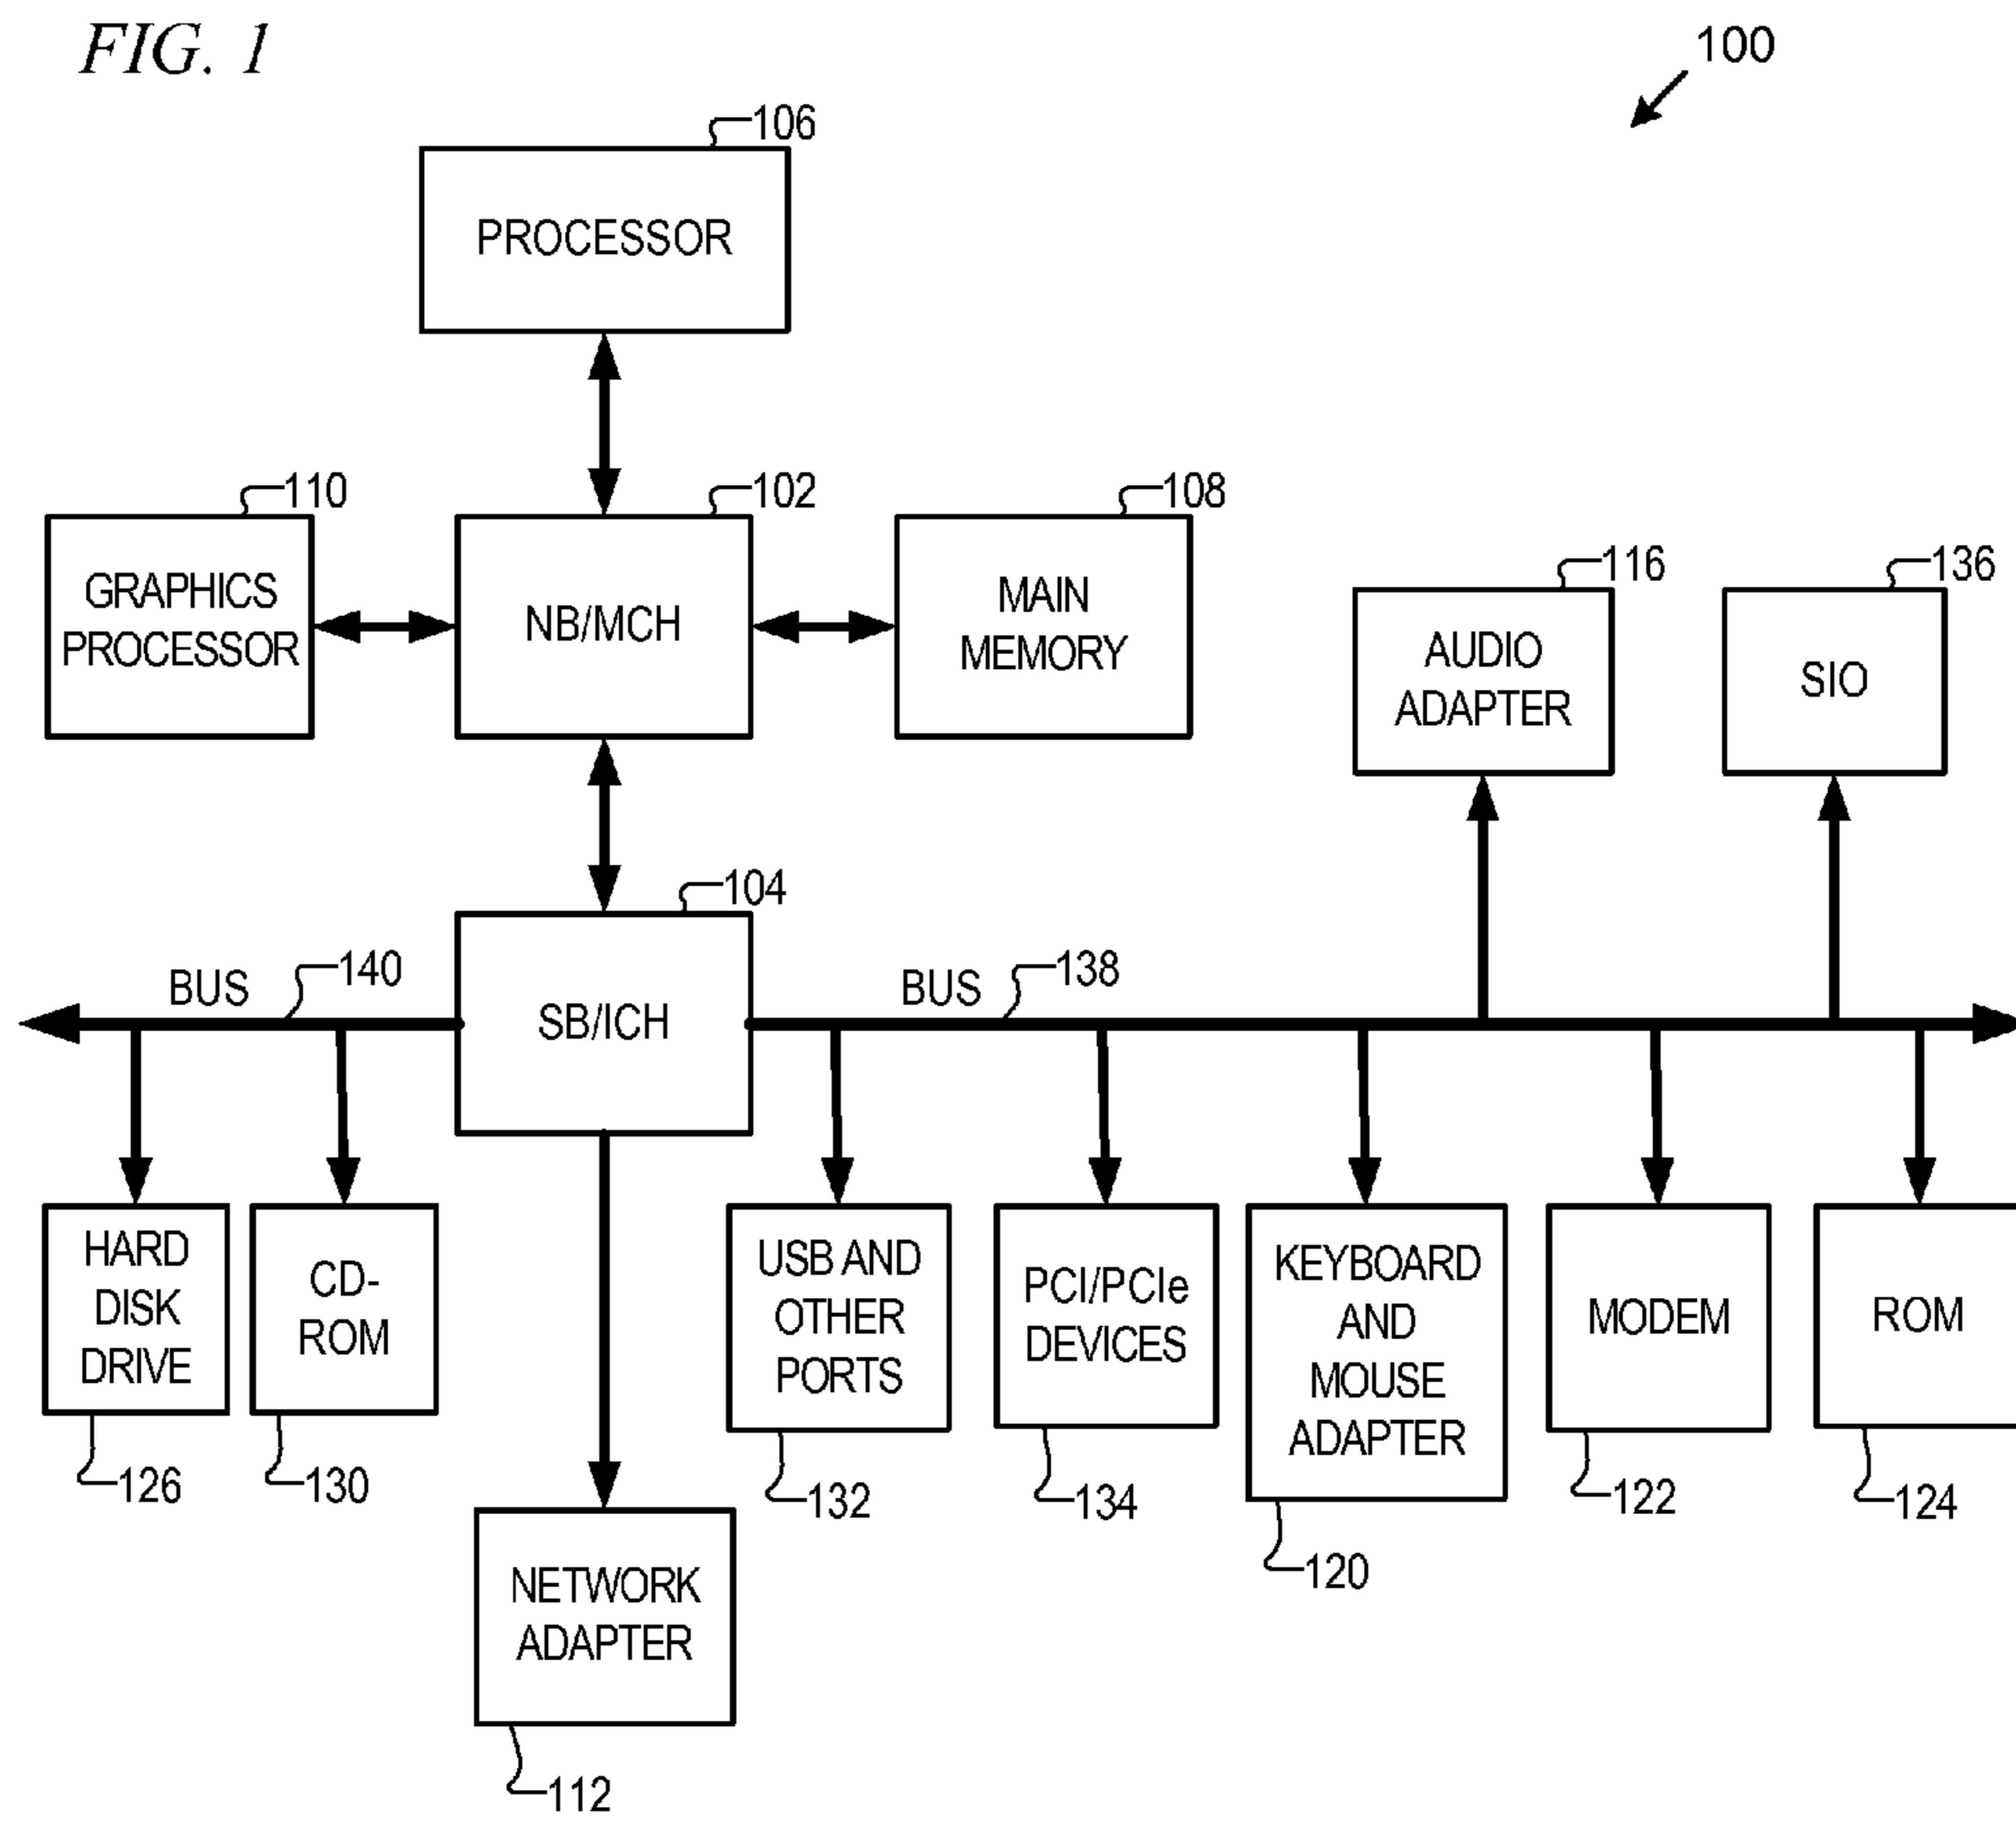 FIG. 1
100
106
PROCESSOR
110
102
108
GRAPHICS
PROCESSOR
NB/MCH
MAIN
MEMORY
116
136
AUDIO
ADAPTER
SIO
104
BUS
140
SB/ICH
BUS
138
HARD
DISK
DRIVE
CD-
ROM
USB AND
OTHER
PORTS
PCI/PCIe
DEVICES
KEYBOARD
AND
MOUSE
ADAPTER
MODEM
ROM
126
130
132
134
120
122
124
NETWORK
ADAPTER
112